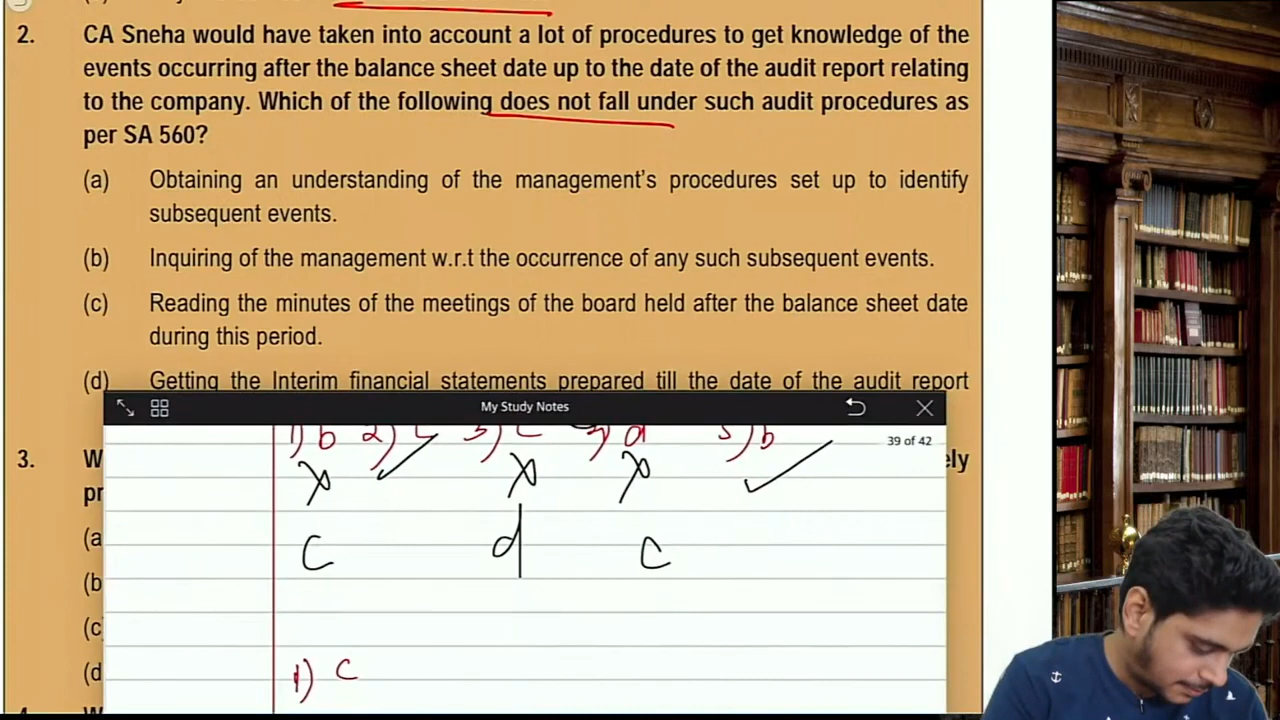 2. CA Sneha would have taken into account a lot of procedures to get knowledge of the
events occurring after the balance sheet date up to the date of the audit report relating
to the company. Which of the following does not fall under such audit procedures as
per SA 560?
(a) Obtaining an understanding of the management's procedures set up to identify
subsequent events.
(b) Inquiring of the management w.r.t the occurrence of any such subsequent events.
(c) Reading the minutes of the meetings of the board held after the balance sheet date
during this period.
(d) Getting the Interim financial statements prepared till the date of the audit report
My Study Notes
1) b 2) 3) d 5) b
39 of 42
3. W ely
pr
(a
(b
(c
(d
c d c
1) c